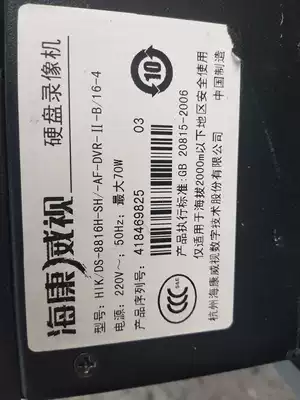 海康威视
硬盘录像机
型号: HIK/DS-8816H-SH/-AF-DVR-Ⅱ-B/16-4
电源: 220V～; 50Hz; 最大70W
产品序列号: 418469825
03
10
产品执行标准:GB 20815-2006
仅适用于海拔2000m以下地区安全使用
杭州海康威视数字技术股份有限公司
中国制造